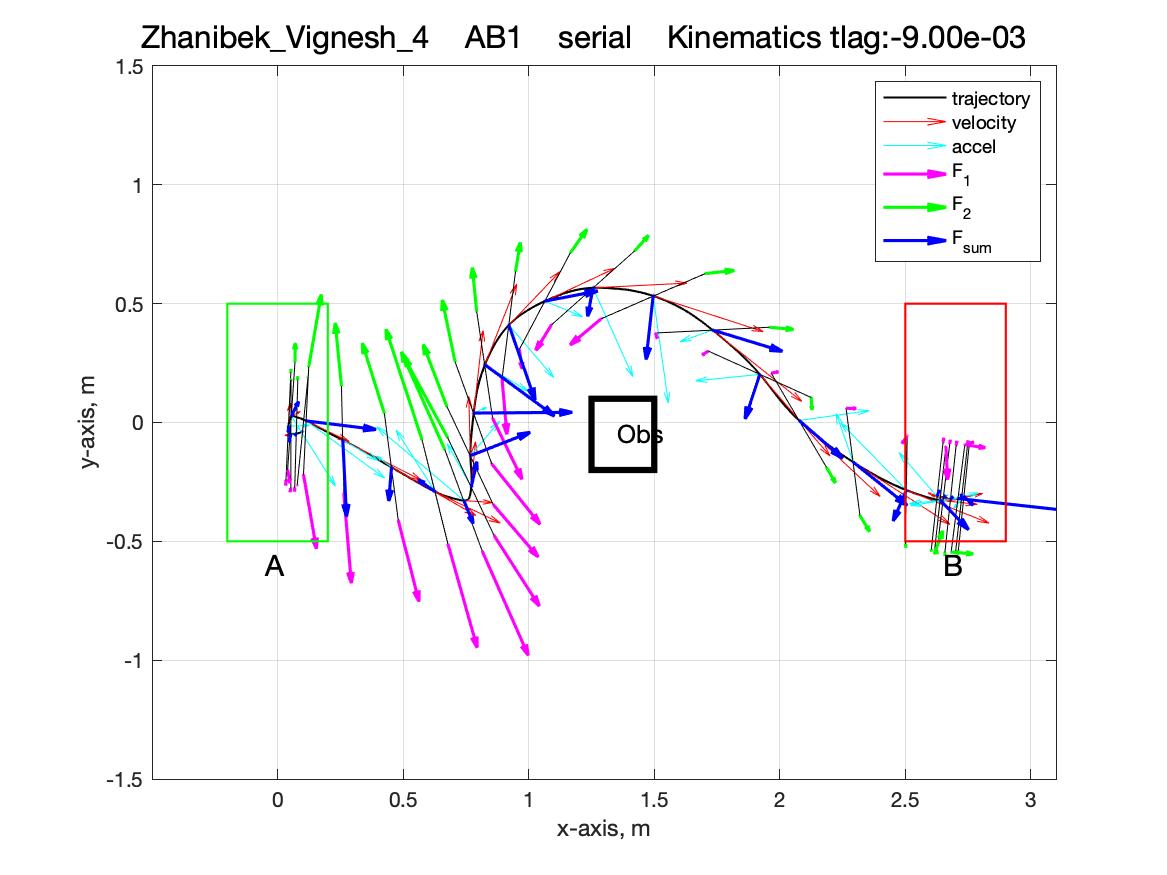 Zhanibek_Vignesh_4 AB1 serial Kinematics tlag:-9.00e-03
1.5
1
0.5
0
-0.5
-1
-1.5
y-axis, m
trajectory
velocity
accel
F1
F2
Fsum
Obs
A
B
0
0.5
1
1.5
2
2.5
3
x-axis, m